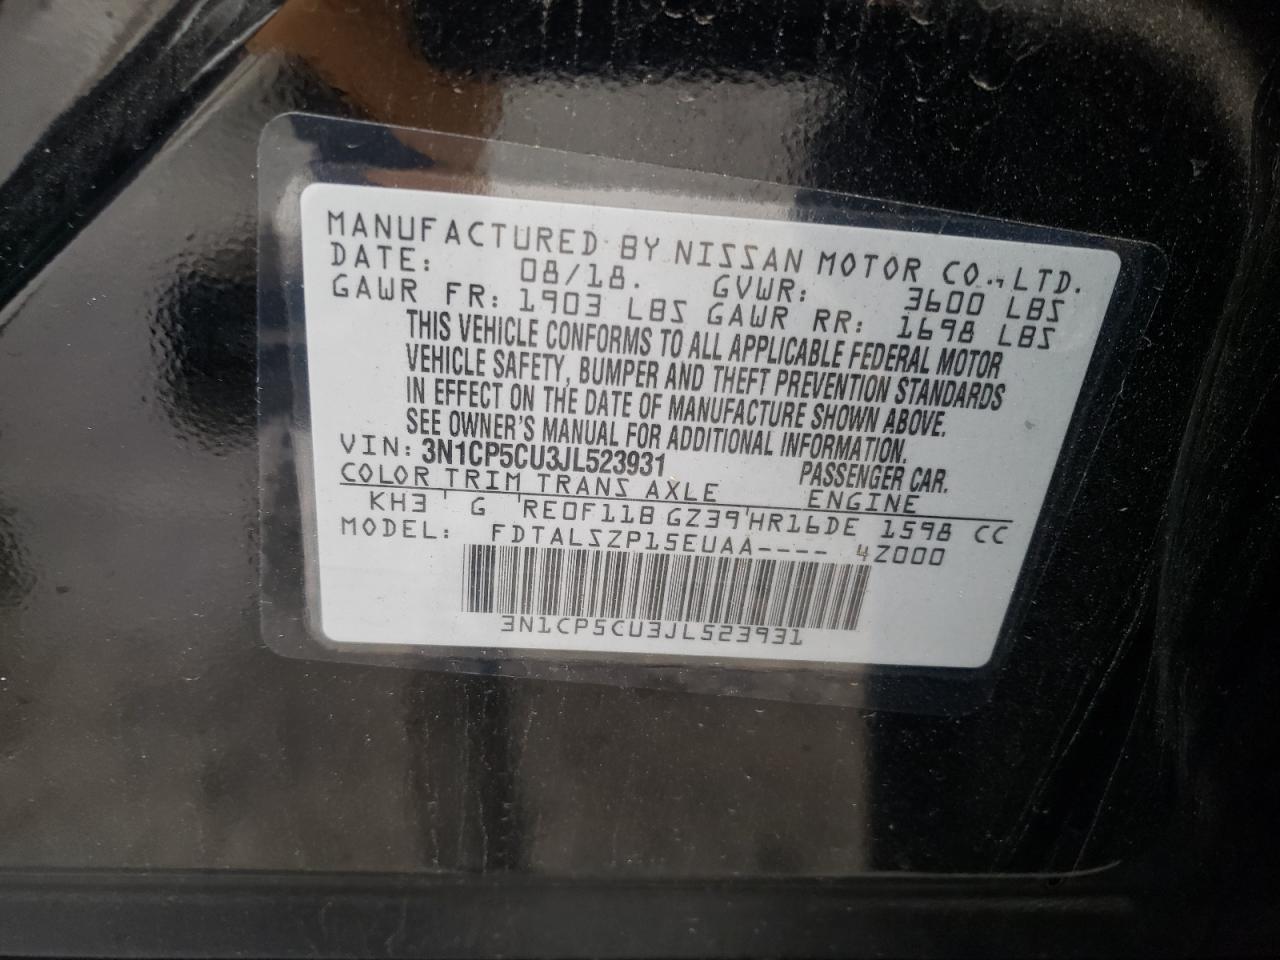 MANUFACTURED BY NISSAN MOTOR CO., LTD.
DATE: 08/18. GVWR: 3600 LBS
GAWR FR: 1903 LBS GAWR RR: 1698 LBS
THIS VEHICLE CONFORMS TO ALL APPLICABLE FEDERAL MOTOR
VEHICLE SAFETY, BUMPER AND THEFT PREVENTION STANDARDS
IN EFFECT ON THE DATE OF MANUFACTURE SHOWN ABOVE.
SEE OWNER'S MANUAL FOR ADDITIONAL INFORMATION.
VIN: 3N1CP5CU3JL523931 PASSENGER CAR.
COLOR TRIM TRANS AXLE ENGINE
KH3 ' G 'RE0F11B GZ39'HR16DE 1598 CC
MODEL: FDTALSZP15EUAA---- 4Z000
3N1CP5CU3JL523931